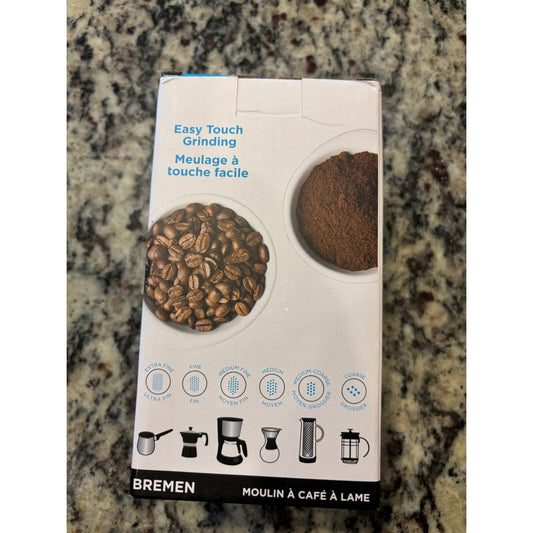 Easy Touch
Grinding
Meulage à
touche facile
EXTRA FINE
ULTRA FIN
FINE
FIN
MEDIUM FINE
MOYEN FIN
MEDIUM
MOYEN
MEDIUM-COARSE
MOYEN GROSSIER
COARSE
GROSSIER
BREMEN
MOULIN À CAFÉ À LAME